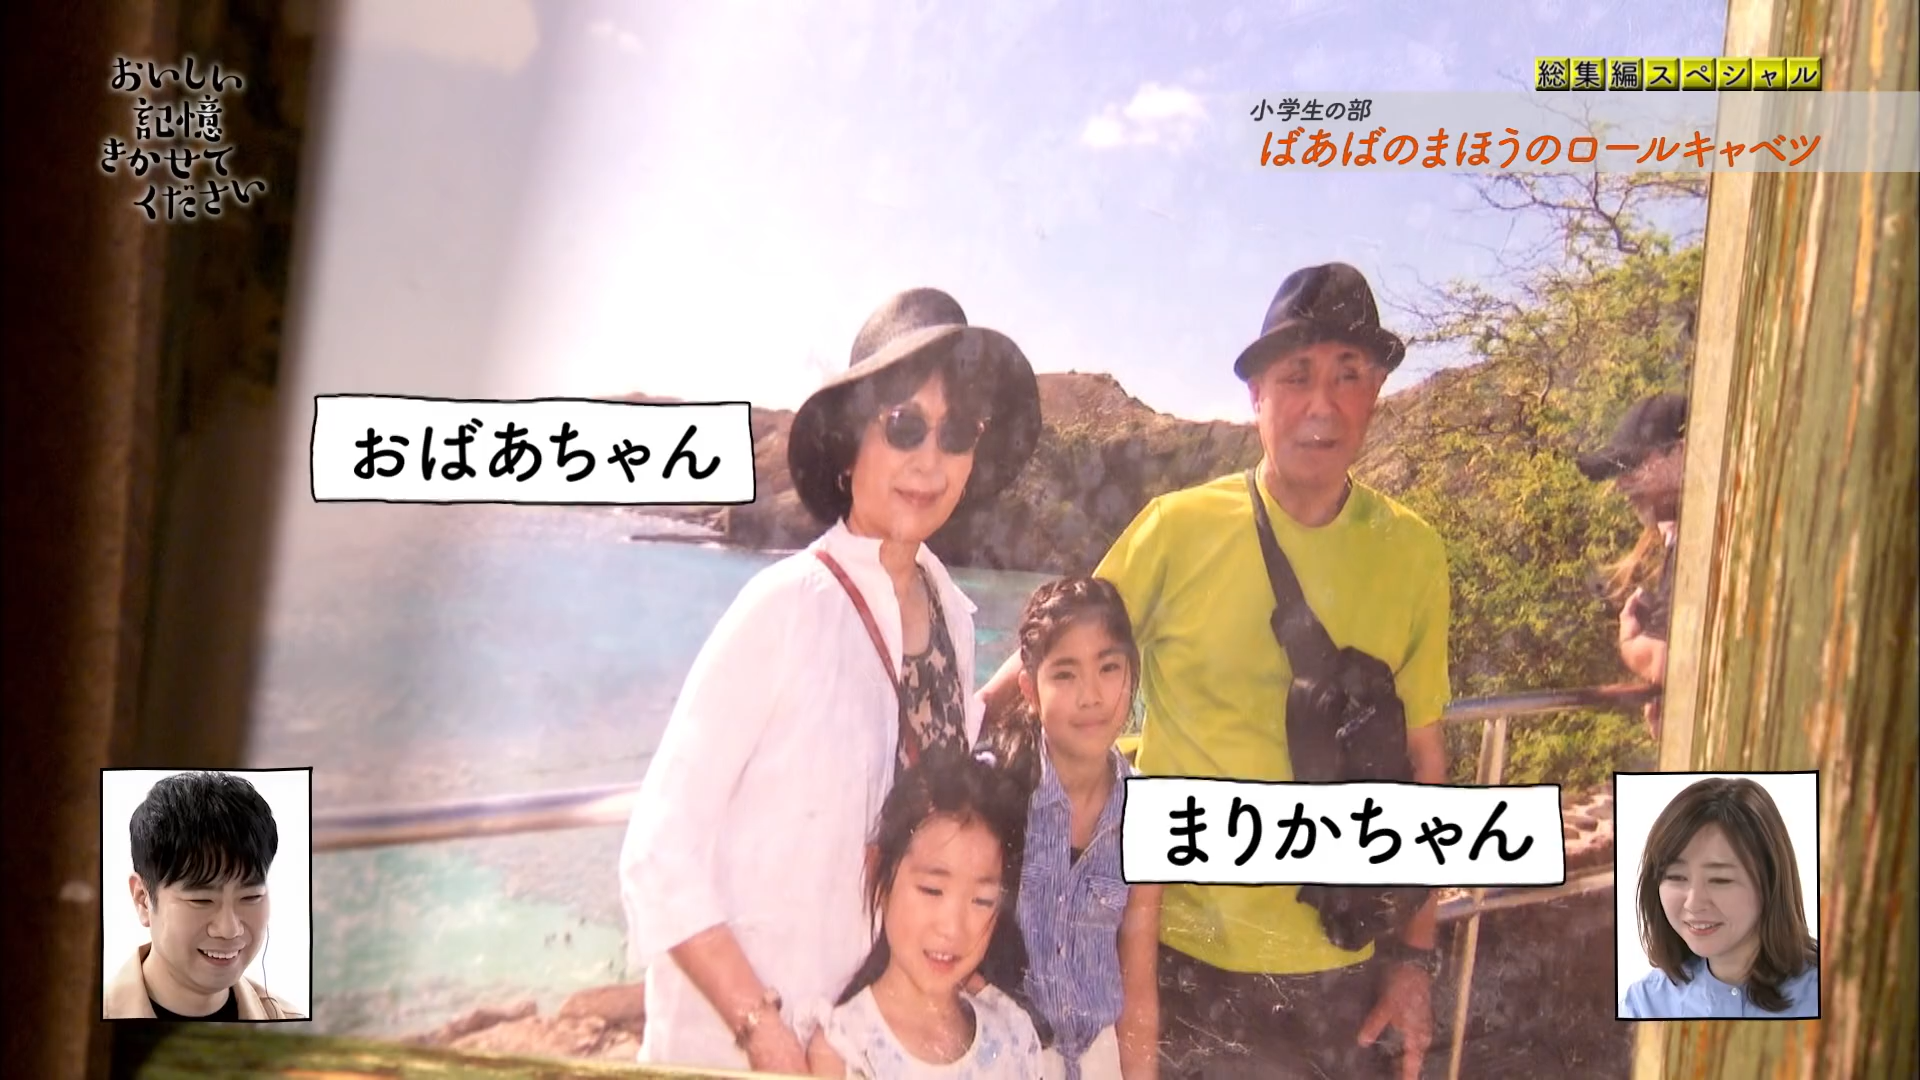 おいしい
記憶
きかせて
ください
総集編スペシャル
小学生の部
ばあばのまほうのロールキャベツ
おばあちゃん
まりかちゃん